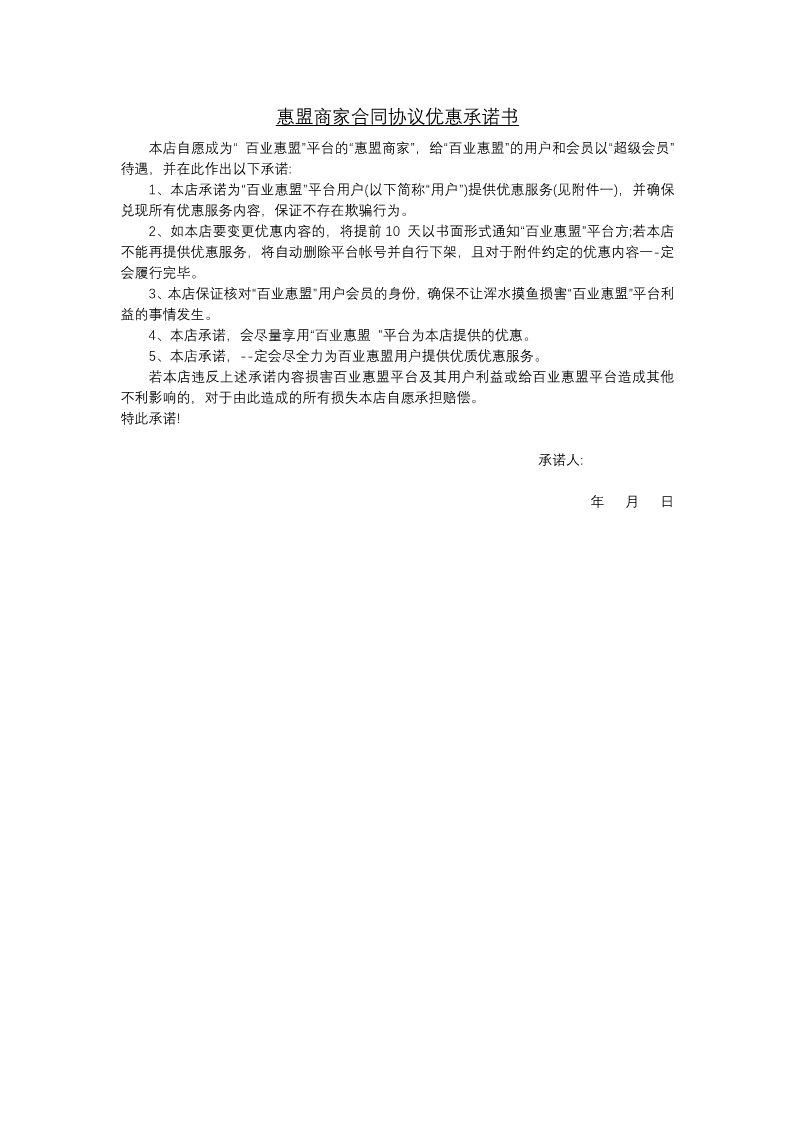 惠盟商家合同协议优惠承诺书
本店自愿成为“ 百业惠盟”平台的“惠盟商家”，给“百业惠盟”的用户和会员以“超级会员”
待遇，并在此作出以下承诺:
1、本店承诺为“百业惠盟”平台用户(以下简称“用户”)提供优惠服务(见附件一)，并确保
兑现所有优惠服务内容，保证不存在欺骗行为。
2、如本店要变更优惠内容的，将提前 10 天以书面形式通知“百业惠盟”平台方;若本店
不能再提供优惠服务，将自动删除平台帐号并自行下架，且对于附件约定的优惠内容一-定
会履行完毕。
3、本店保证核对“百业惠盟”用户会员的身份，确保不让浑水摸鱼损害“百业惠盟”平台利
益的事情发生。
4、本店承诺，会尽量享用“百业惠盟 ”平台为本店提供的优惠。
5、本店承诺，--定会尽全力为百业惠盟用户提供优质优惠服务。
若本店违反上述承诺内容损害百业惠盟平台及其用户利益或给百业惠盟平台造成其他
不利影响的，对于由此造成的所有损失本店自愿承担赔偿。
特此承诺!
承诺人:
年 月 日